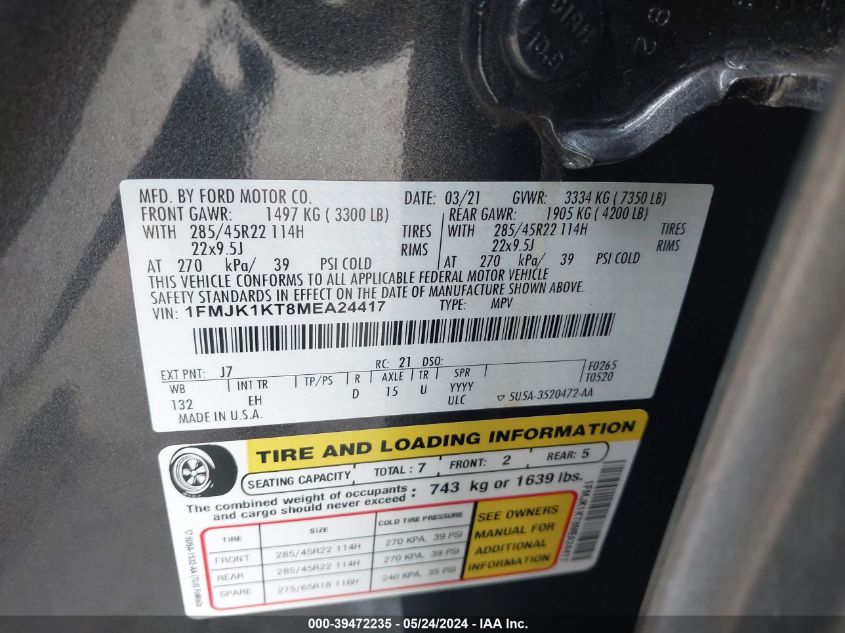 MFD. BY FORD MOTOR CO. DATE: 03/21 GVWR: 3334 KG ( 7350 LB)
FRONT GAWR: 1497 KG ( 3300 LB) REAR GAWR: 1905 KG ( 4200 LB)
WITH 285/45R22 114H TIRES WITH 285/45R22 114H TIRES
22x9.5J RIMS 22x9.5J RIMS
AT 270 kPa/ 39 PSI COLD AT 270 kPa/ 39 PSI COLD
THIS VEHICLE CONFORMS TO ALL APPLICABLE FEDERAL MOTOR VEHICLE
SAFETY STANDARDS IN EFFECT ON THE DATE OF MANUFACTURE SHOWN ABOVE.
VIN: 1FMJK1KT8MEA24417 TYPE: MPV
EXT PNT: J7 RC: 21 DSO: F0265
WB INT TR TP/PS R AXLE TR SPR T0520
132 EH D 15 U YYYY
ULC 5U5A-3520472-AA
MADE IN U.S.A.
TIRE AND LOADING INFORMATION
SEATING CAPACITY TOTAL : 7 FRONT: 2 REAR: 5
The combined weight of occupants and cargo should never exceed : 743 kg or 1639 lbs.
TIRE SIZE COLD TIRE PRESSURE
FRONT 285/45R22 114H 270 KPA, 39 PSI
REAR 285/45R22 114H 270 KPA, 39 PSI
SPARE 275/65R18 116H 240 KPA, 35 PSI
SEE OWNERS
MANUAL FOR
ADDITIONAL
INFORMATION
1FMJK1KT8MEA24417
000-39472235 - 05/24/2024 - IAA Inc.